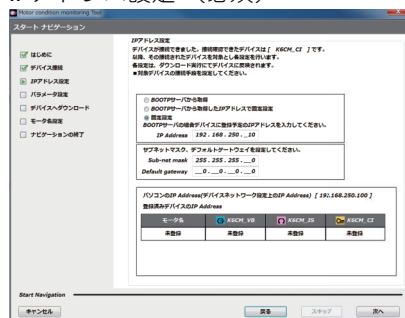 Motor condition monitoring Tool
スタート ナビゲーション
はじめに
デバイス接続
IPアドレス設定
パラメータ設定
デバイスへダウンロード
モータ名設定
ナビゲーションの終了
IPアドレス設定
デバイスが接続できました。接続確認できたデバイスは [ K6CM_CI ] です。
以降、その接続されたデバイスを対象とし各設定を行います。
各設定は、ダウンロード実行にてデバイスに反映されます。
■対象デバイスの接続手段を設定してください。
BOOTPサーバから取得
BOOTPサーバから取得したIPアドレスで固定設定
固定設定
BOOTPサーバの場合デバイスに登録予定のIPアドレスを入力してください。
IP Address 192.168.250._10
サブネットマスク、デフォルトゲートウェイを設定してください。
Sub-net mask 255.255.255.__0
Default gateway __0.__0.__0.__0
パソコンのIP Address(デバイスネットワーク設定上のIP Address) [ 192.168.250.100 ]
登録済みデバイスのIP Address
モータ名 K6CM_VB K6CM_IS K6CM_CI
未登録 未登録 未登録 未登録
Start Navigation
キャンセル 戻る スキップ 次へ